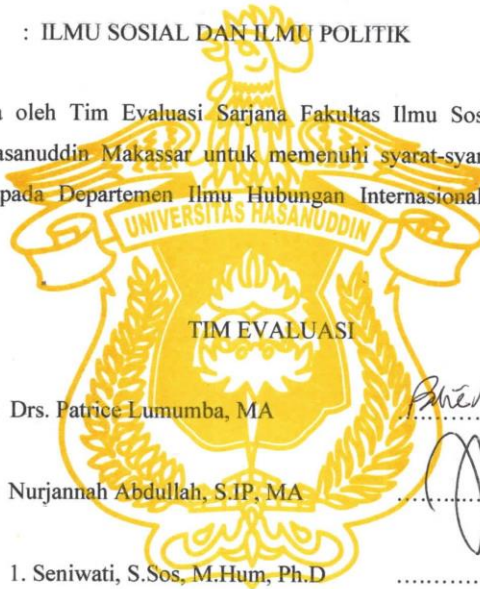 : ILMU SOSIAL DAN ILMU POLITIK
oleh Tim Evaluasi Sarjana Fakultas Ilmu Sos
asanuddin Makassar untuk memenuhi syarat-syar
pada Departemen Ilmu Hubungan Internasional
UNIVERSITAS HASANUDDIN
TIM EVALUASI
Drs. Patrice Lumumba, MA ..........
Nurjannah Abdullah, S.IP, MA ..........
1. Seniwati, S.Sos, M.Hum, Ph.D ..........